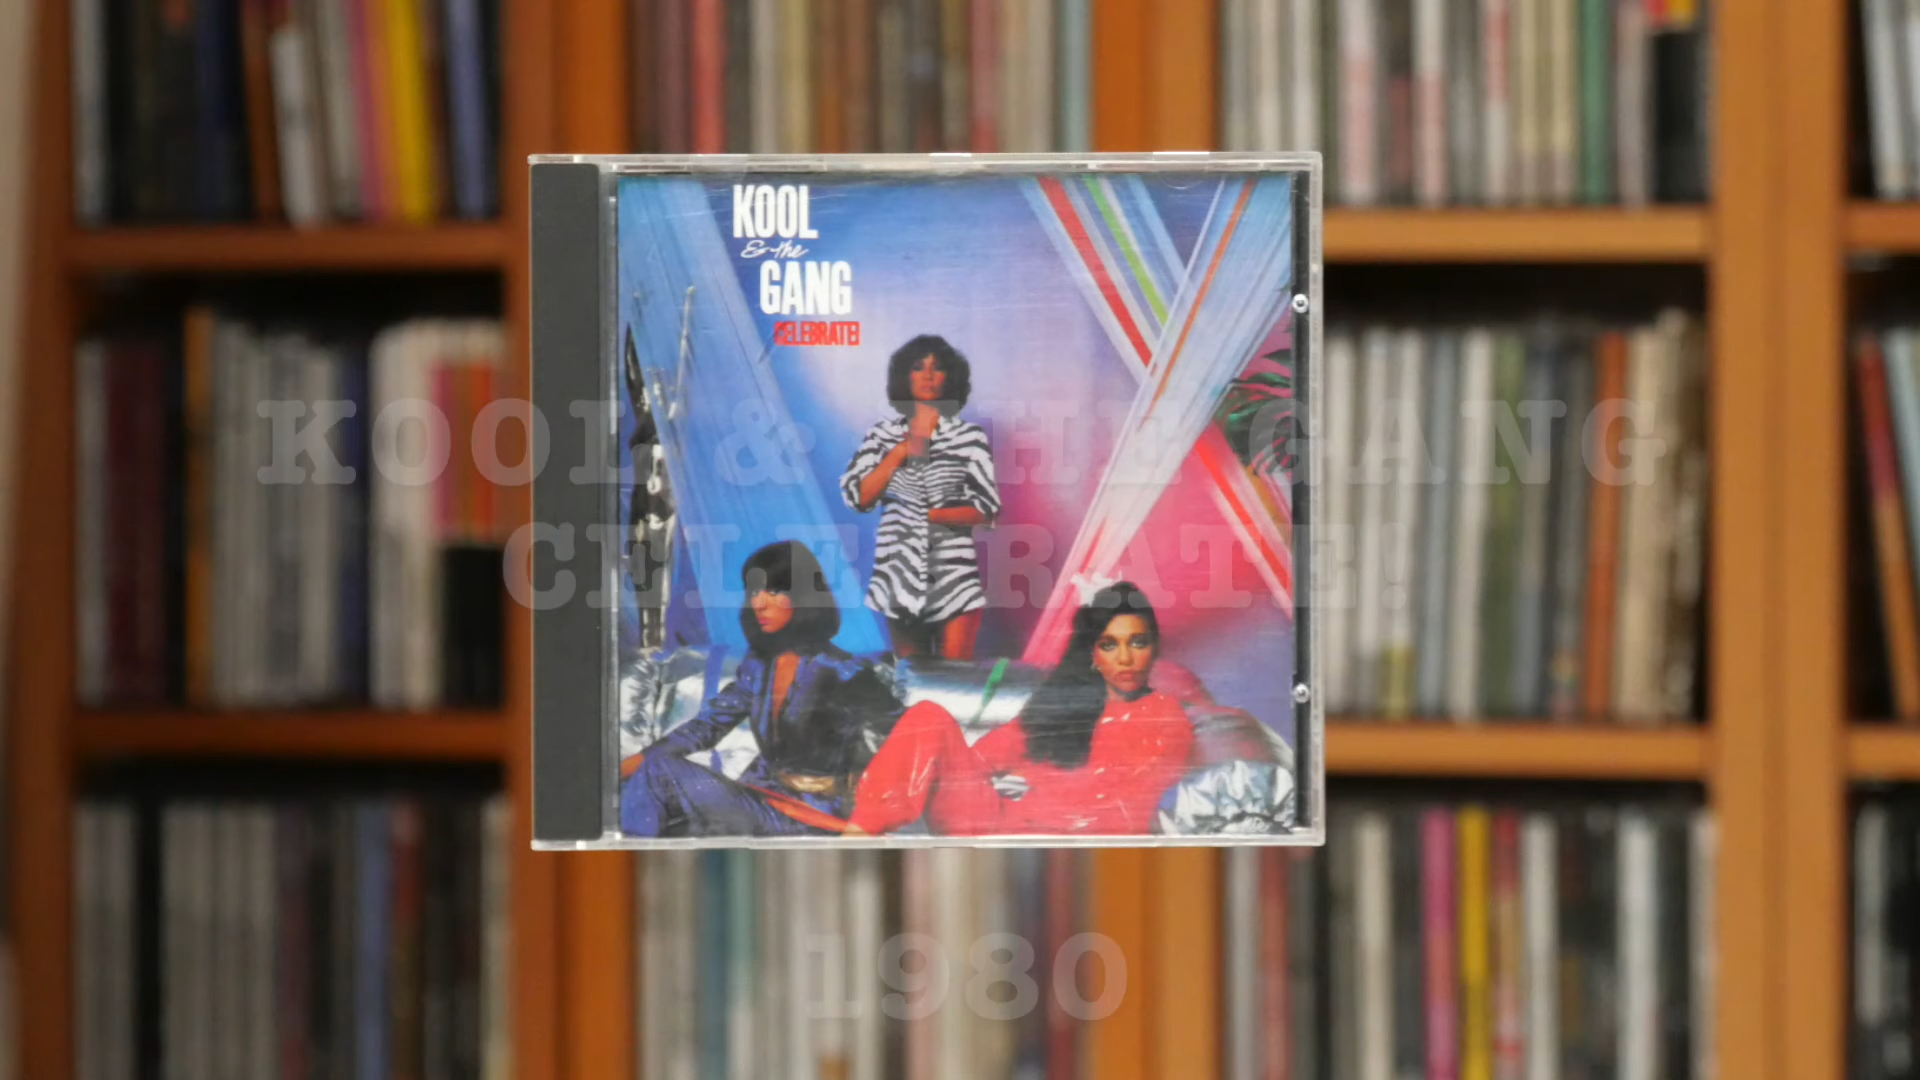 KOOL
& the
GANG
CELEBRATE!
KOOL & THE GANG
CELEBRATE!
1980